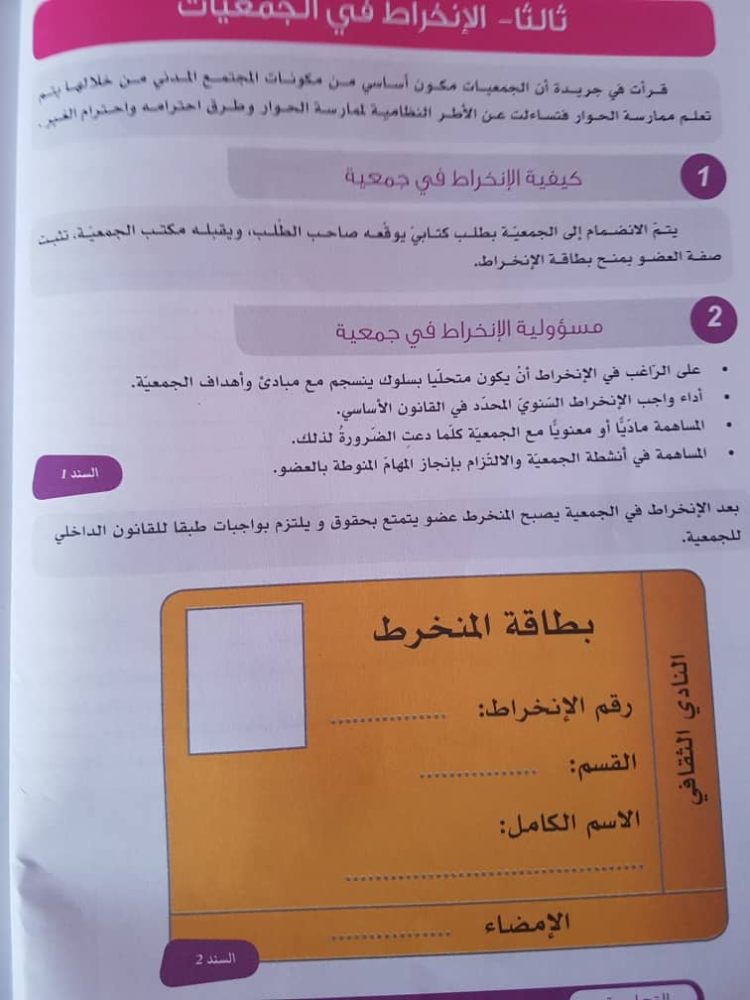 ثالثا- الإنخراط في الجمعيات
قرأت في جريدة أن الجمعيات مكون أساسي من مكونات المجتمع المدني من خلالها يتم
تعلم ممارسة الحوار فتساءلت عن الأطر النظامية لممارسة الحوار وطرق احترامه واحترام الغير.
1 كيفية الإنخراط في جمعية
يتمّ الانضمام إلى الجمعيّة بطلب كتابيّ يوقّعه صاحب الطّلب، ويقبله مكتب الجمعيّة، تثبت
صفة العضو بمنح بطاقة الإنخراط.
2 مسؤولية الإنخراط في جمعية
• على الرّاغب في الإنخراط أنْ يكون متحلّيا بسلوك ينسجم مع مبادئ وأهداف الجمعيّة.
• أداء واجب الإنخراط السّنويّ المحدّد في القانون الأساسي.
• المساهمة مادّيًّا أو معنويًّا مع الجمعيّة كلّما دعتِ الضّرورةُ لذلك.
• المساهمة في أنشطة الجمعيّة والالتّزام بإنجاز المهامّ المنوطة بالعضو.
السند 1
بعد الإنخراط في الجمعية يصبح المنخرط عضو يتمتع بحقوق و يلتزم بواجبات طبقا للقانون الداخلي
للجمعية.
بطاقة المنخرط
النادي الثقافي
رقم الإنخراط: ................
القسم: ................
الاسم الكامل:
........................................
الإمضاء ................
السند 2